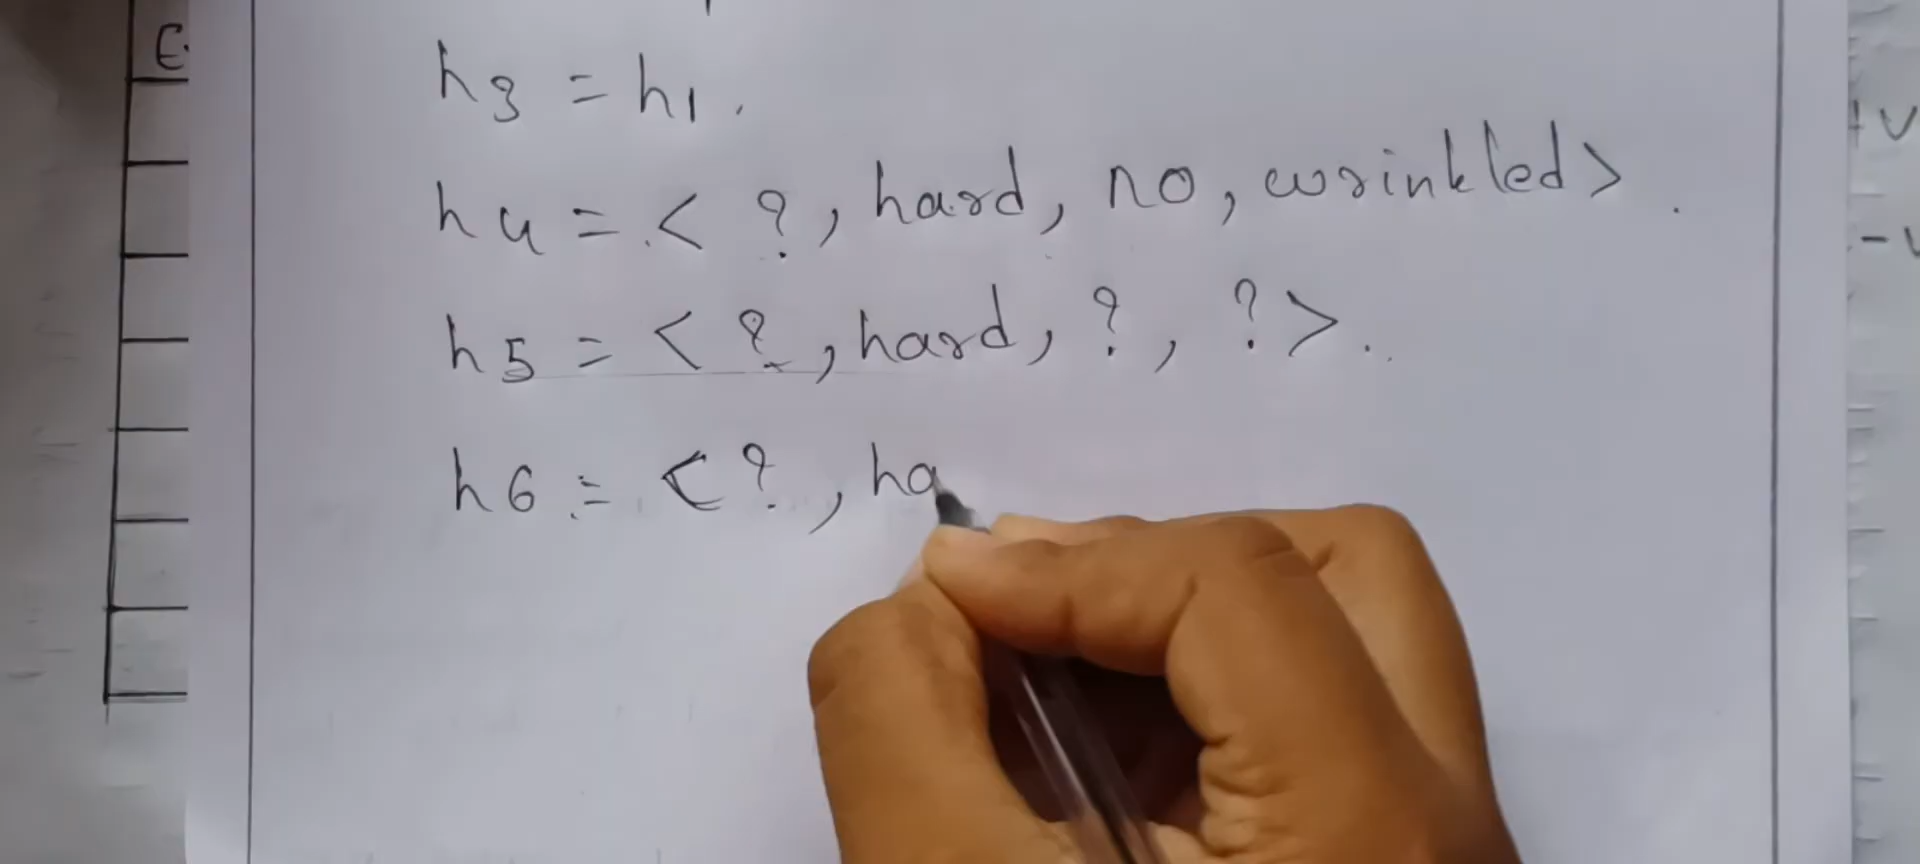 E.
h3 = h1.
h4 = < ?, hard, no, wrinkled>.
h5 = < ?, hard, ?, ?>.
h6 = < ?, ha
+v
-v